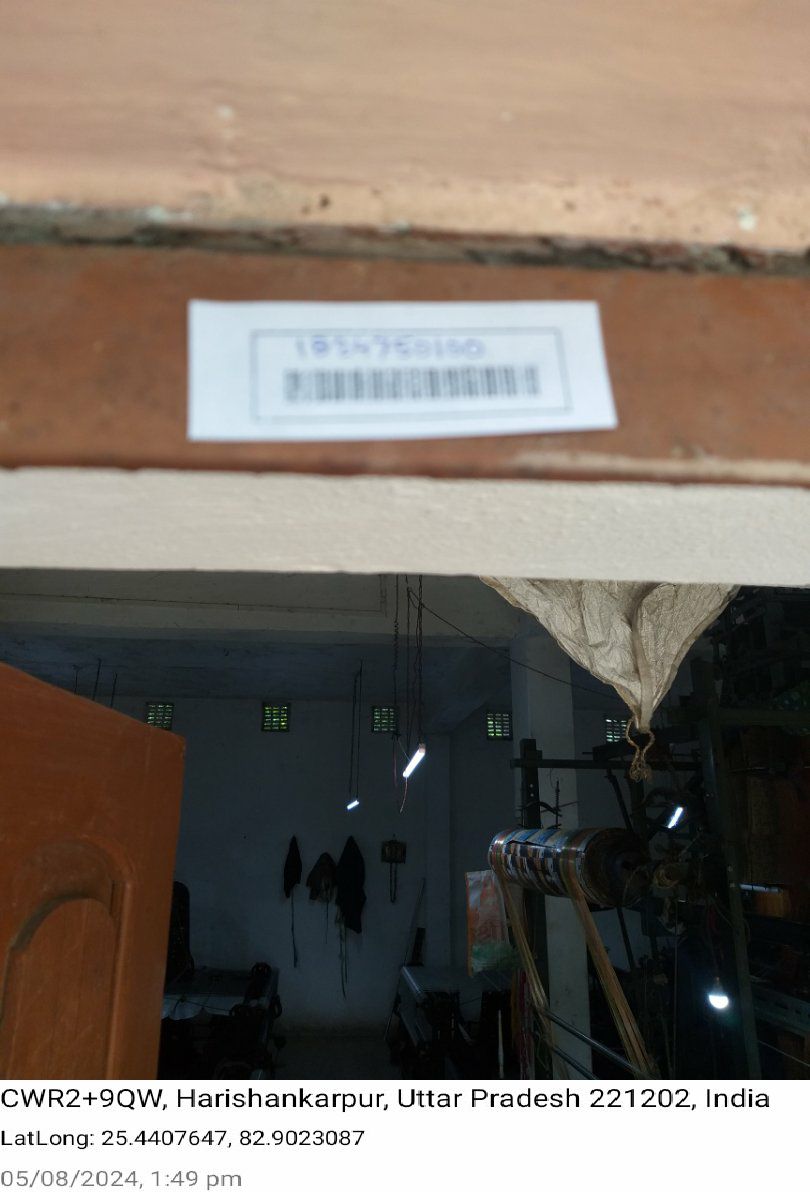 CWR2+9QW, Harishankarpur, Uttar Pradesh 221202, India
LatLong: 25.4407647, 82.9023087
05/08/2024, 1:49 pm